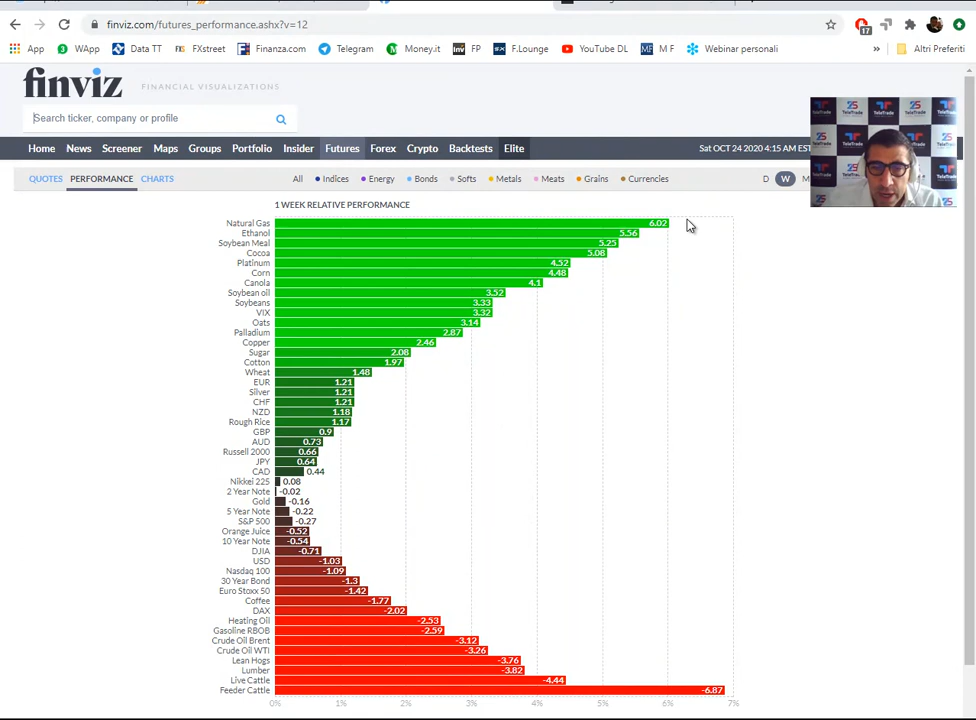 finviz.com/futures_performance.ashx?v=12
17
App WApp Data TT FXstreet Finanza.com Telegram Money.it FP F.Lounge YouTube DL M F Webinar personali » Altri Preferiti
finviz FINANCIAL VISUALIZATIONS
Search ticker, company or profile
Home News Screener Maps Groups Portfolio Insider Futures Forex Crypto Backtests Elite Sat OCT 24 2020 4:15 AM EST
QUOTES PERFORMANCE CHARTS All Indices Energy Bonds Softs Metals Meats Grains Currencies D W M
1 WEEK RELATIVE PERFORMANCE
Natural Gas 6.02
Ethanol 5.56
Soybean Meal 5.25
Cocoa 5.08
Platinum 4.52
Corn 4.48
Canola 4.1
Soybean oil 3.52
Soybeans 3.33
VIX 3.32
Oats 3.14
Palladium 2.87
Copper 2.46
Sugar 2.08
Cotton 1.97
Wheat 1.48
EUR 1.21
Silver 1.21
CHF 1.21
NZD 1.18
Rough Rice 1.17
GBP 0.9
AUD 0.73
Russell 2000 0.66
JPY 0.64
CAD 0.44
Nikkei 225 0.08
2 Year Note -0.02
Gold -0.16
5 Year Note -0.22
S&P 500 -0.27
Orange Juice -0.52
10 Year Note -0.54
DJIA -0.71
USD -1.03
Nasdaq 100 -1.09
30 Year Bond -1.3
Euro Stoxx 50 -1.42
Coffee -1.77
DAX -2.02
Heating Oil -2.53
Gasoline RBOB -2.59
Crude Oil Brent -3.12
Crude Oil WTI -3.26
Lean Hogs -3.76
Lumber -3.82
Live Cattle -4.44
Feeder Cattle -6.87
0% 1% 2% 3% 4% 5% 6% 7%